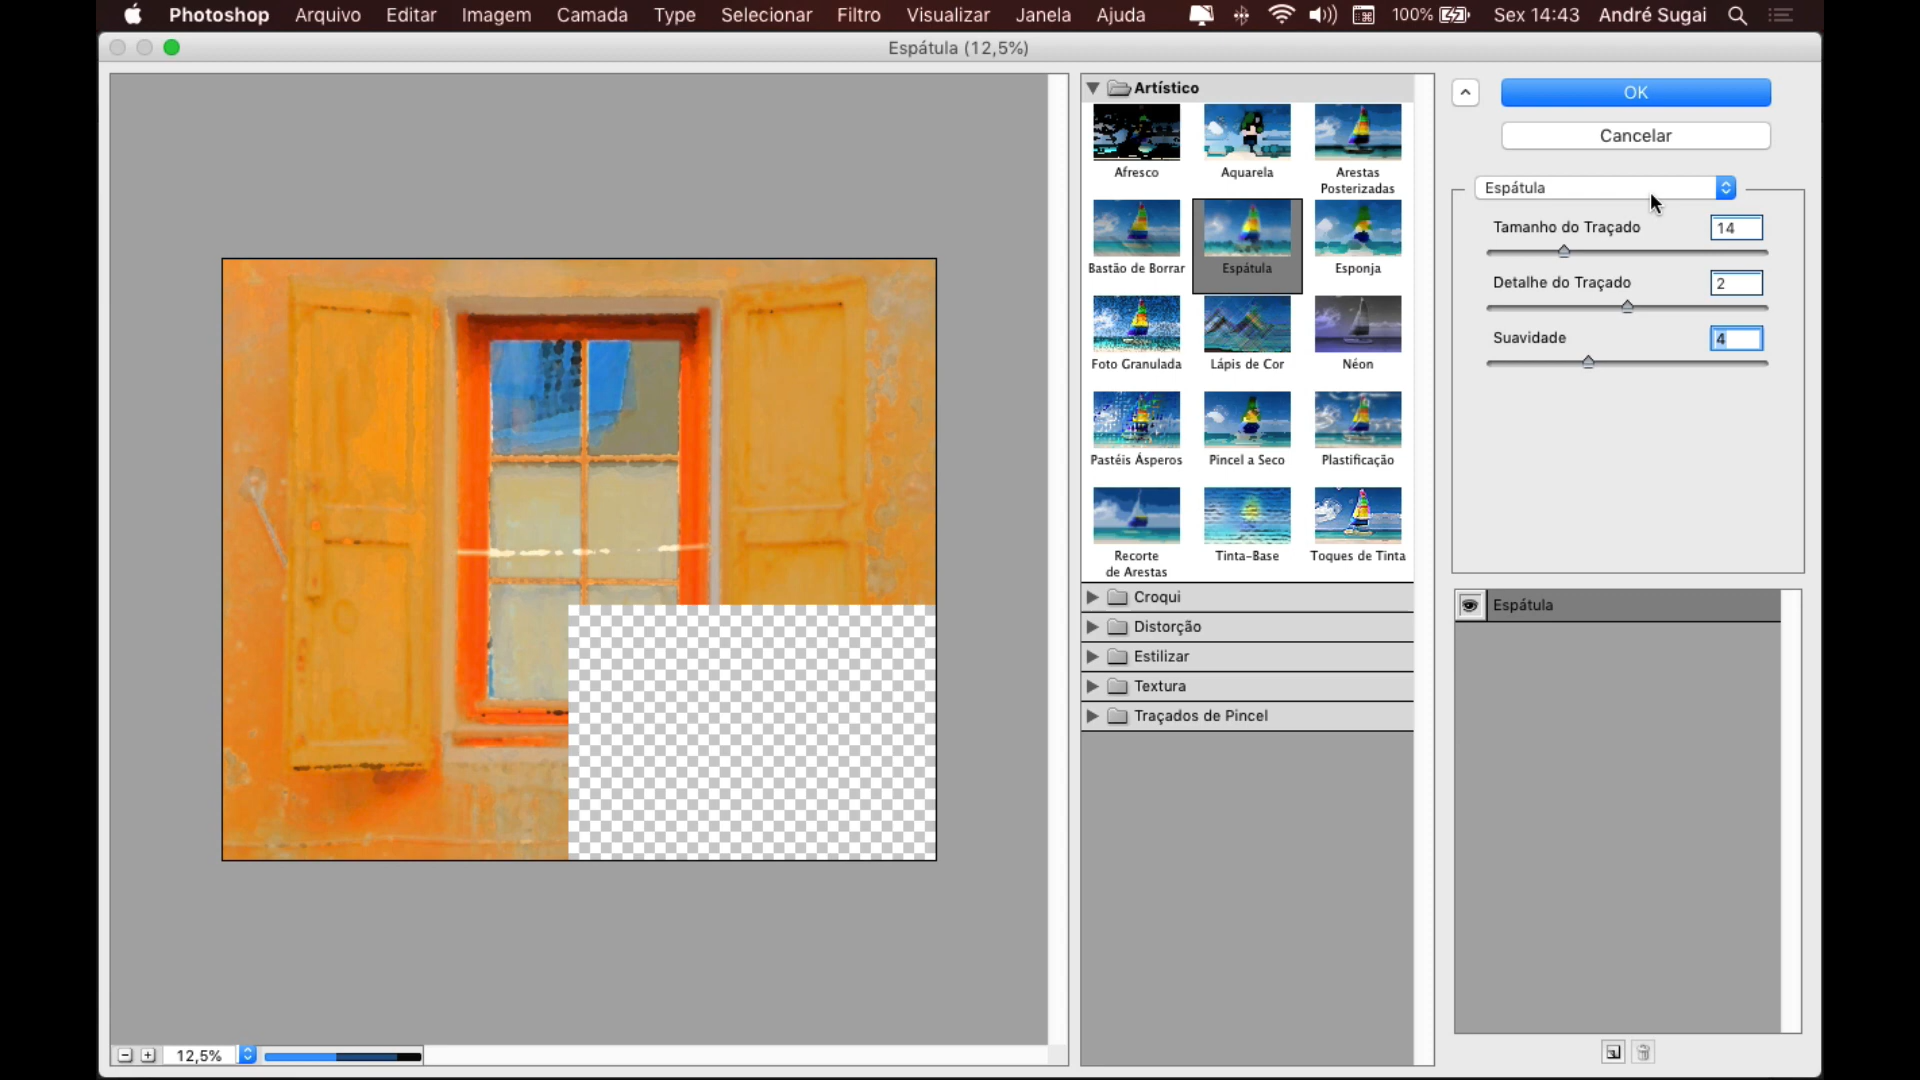 Photoshop Arquivo Editar Imagem Camada Type Selecionar Filtro Visualizar Janela Ajuda 100% Sex 14:43 André Sugai
Espátula (12,5%)
Artístico
Afresco Aquarela Arestas Posterizadas
Bastão de Borrar Espátula Esponja
Foto Granulada Lápis de Cor Néon
Pastéis Ásperos Pincel a Seco Plastificação
Recorte de Arestas Tinta-Base Toques de Tinta
Croqui
Distorção
Estilizar
Textura
Traçados de Pincel
OK
Cancelar
Espátula
Tamanho do Traçado 14
Detalhe do Traçado 2
Suavidade 4
Espátula
12,5%